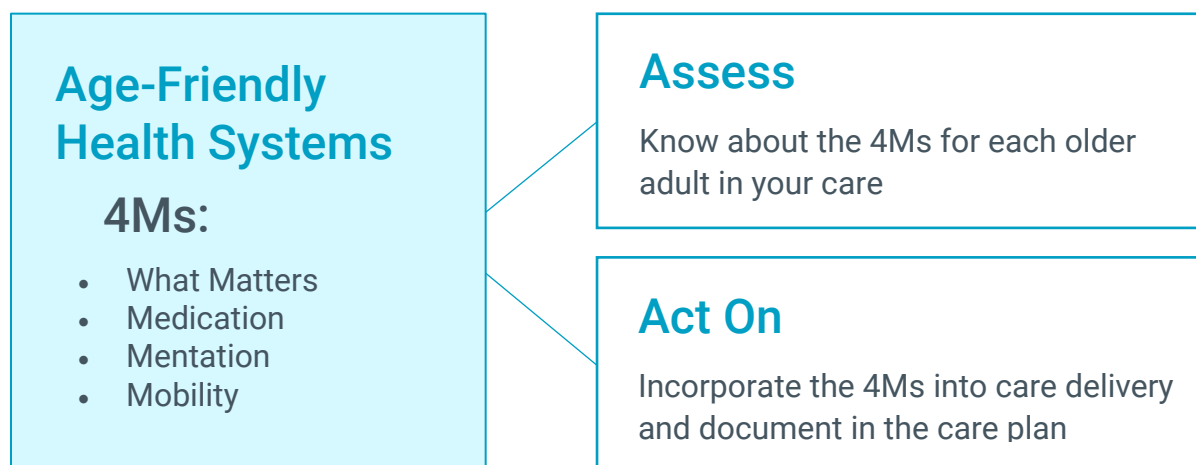 Age-Friendly
Health Systems
4Ms:
• What Matters
• Medication
• Mentation
• Mobility
Assess
Know about the 4Ms for each older
adult in your care
Act On
Incorporate the 4Ms into care delivery
and document in the care plan